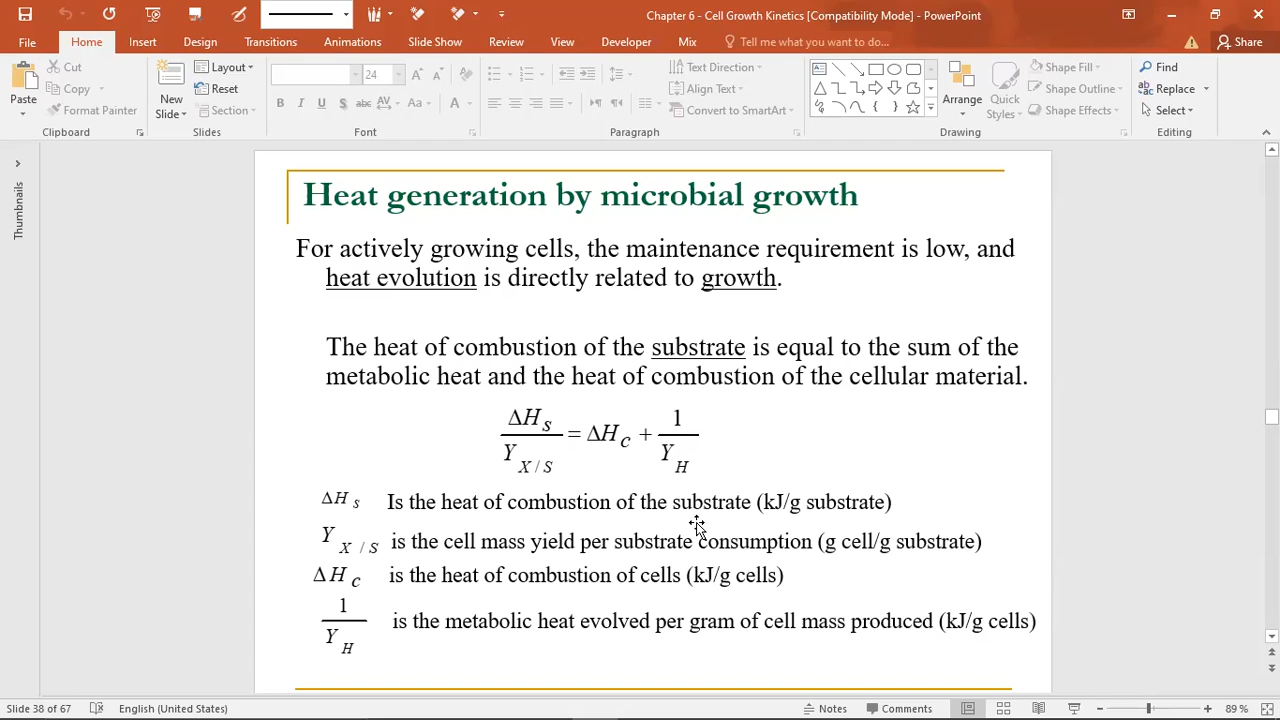 Chapter 6 - Cell Growth Kinetics [Compatibility Mode] - PowerPoint
File Home Insert Design Transitions Animations Slide Show Review View Developer Mix Tell me what you want to do... Share
Paste Cut Copy Format Painter New Slide Layout Reset Section 24 B I U S abc AV Aa A Text Direction Align Text Convert to SmartArt Arrange Quick Styles Shape Fill Shape Outline Shape Effects Find Replace Select
Clipboard Slides Font Paragraph Drawing Editing
Thumbnails
Heat generation by microbial growth
For actively growing cells, the maintenance requirement is low, and
heat evolution is directly related to growth.
The heat of combustion of the substrate is equal to the sum of the
metabolic heat and the heat of combustion of the cellular material.
ΔH s / Y X / S = ΔH c + 1 / Y H
ΔH s Is the heat of combustion of the substrate (kJ/g substrate)
Y X / S is the cell mass yield per substrate consumption (g cell/g substrate)
ΔH c is the heat of combustion of cells (kJ/g cells)
1 / Y H is the metabolic heat evolved per gram of cell mass produced (kJ/g cells)
Slide 38 of 67 English (United States) Notes Comments 89 %